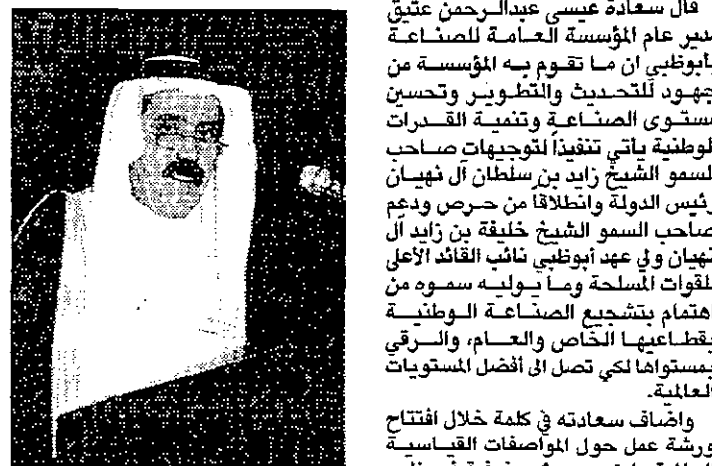 قال سعادة عيسى عبدالرحمن عتيق
مدير عام المؤسسة العامة للصناعة
بأبوظبي ان ما تقوم به المؤسسة من
جهود للتحديث والتطوير وتحسين
مستوى الصناعة وتنمية القدرات
الوطنية يأتي تنفيذاً لتوجيهات صاحب
السمو الشيخ زايد بن سلطان آل نهيان
رئيس الدولة وانطلاقاً من حرص ودعم
صاحب السمو الشيخ خليفة بن زايد آل
نهيان ولي عهد أبوظبي نائب القائد الأعلى
للقوات المسلحة وما يوليه سموه من
اهتمام بتشجيع الصناعة الوطنية
بقطاعيها الخاص والعام، والرقي
بمستواها لكي تصل الى أفضل المستويات
العالمية.
واضاف سعادته في كلمة خلال افتتاح
ورشة عمل حول المواصفات القياسية